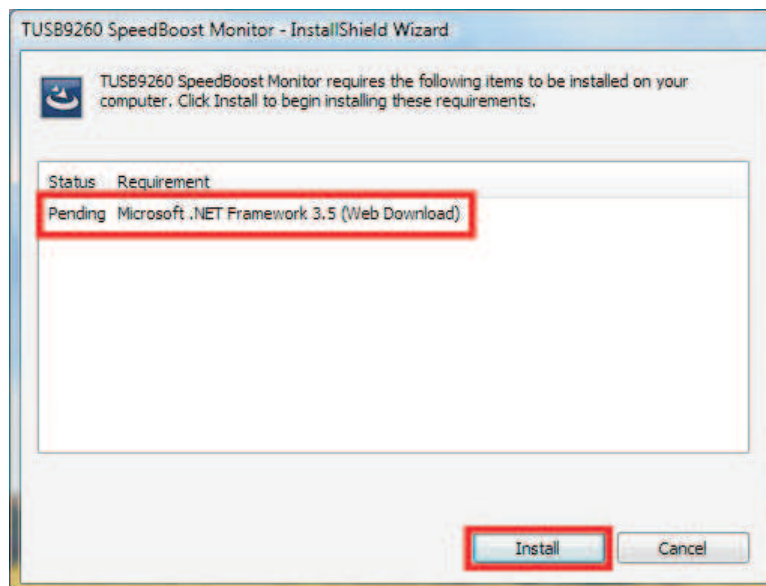 TUSB9260 SpeedBoost Monitor - InstallShield Wizard
TUSB9260 SpeedBoost Monitor requires the following items to be installed on your
computer. Click Install to begin installing these requirements.
Status Requirement
Pending Microsoft .NET Framework 3.5 (Web Download)
Install Cancel